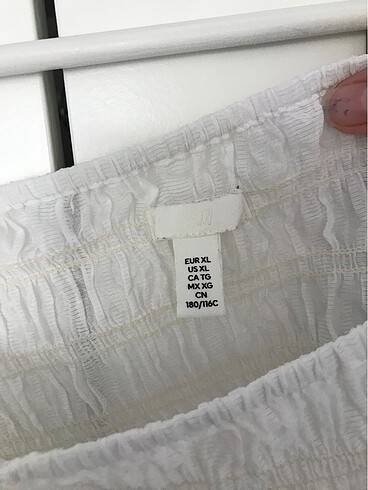 EUR XL
US XL
CA TG
MX XG
CN
180/116C